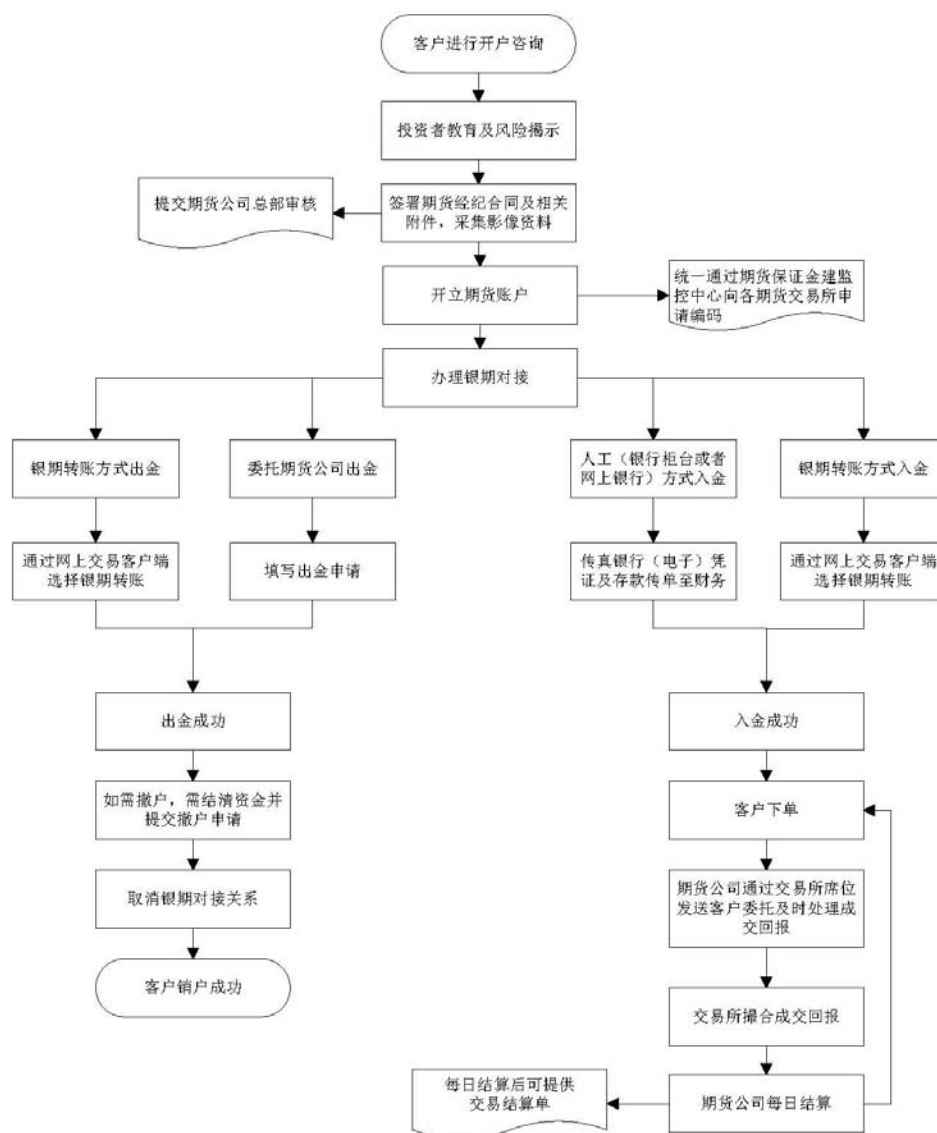 客户进行开户咨询
投资者教育及风险揭示
提交期货公司总部审核
签署期货经纪合同及相关
附件，采集影像资料
开立期货账户
统一通过期货保证金建监
控中心向各期货交易所申
请编码
办理银期对接
银期转账方式出金
委托期货公司出金
人工（银行柜台或者
网上银行）方式入金
银期转账方式入金
通过网上交易客户端
选择银期转账
填写出金申请
传真银行（电子）凭
证及存款传单至财务
通过网上交易客户端
选择银期转账
出金成功
入金成功
如需撤户，需结清资金并
提交撤户申请
客户下单
取消银期对接关系
期货公司通过交易所席位
发送客户委托及时处理成
交回报
客户销户成功
交易所撮合成交回报
每日结算后可提供
交易结算单
期货公司每日结算